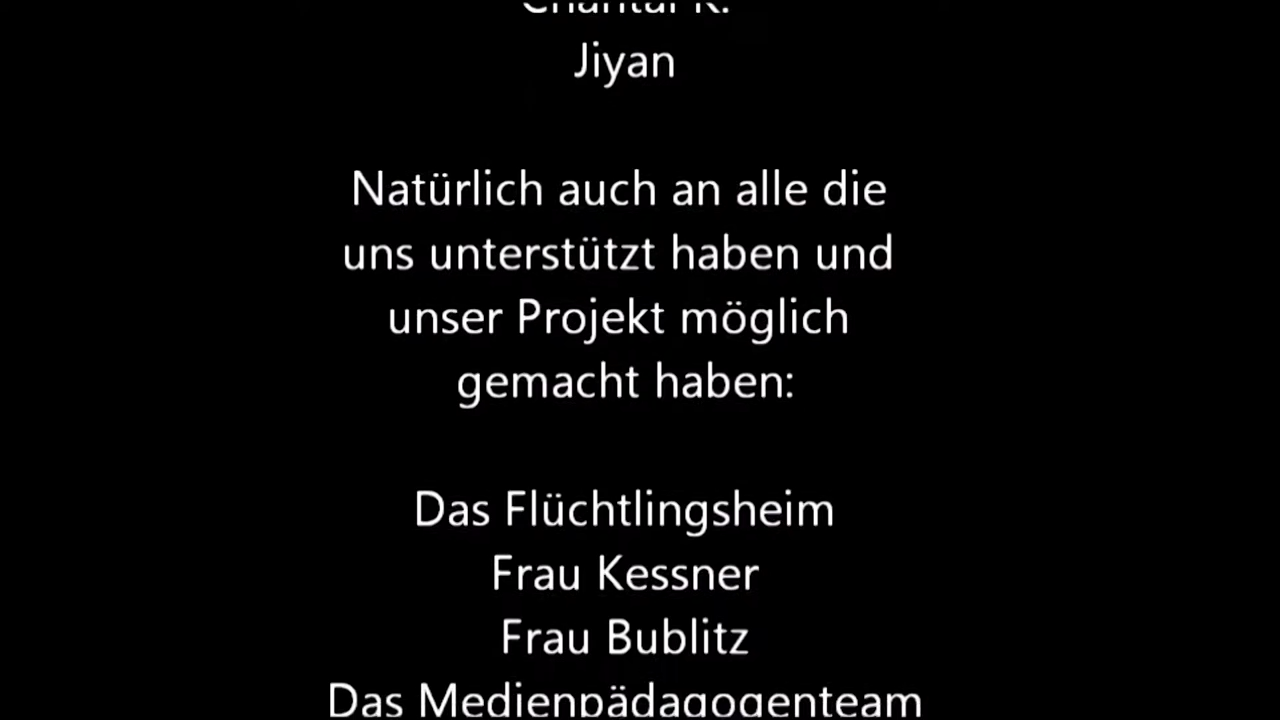 Chantal K.
Jiyan
Natürlich auch an alle die
uns unterstützt haben und
unser Projekt möglich
gemacht haben:
Das Flüchtlingsheim
Frau Kessner
Frau Bublitz
Das Medienpädagogenteam